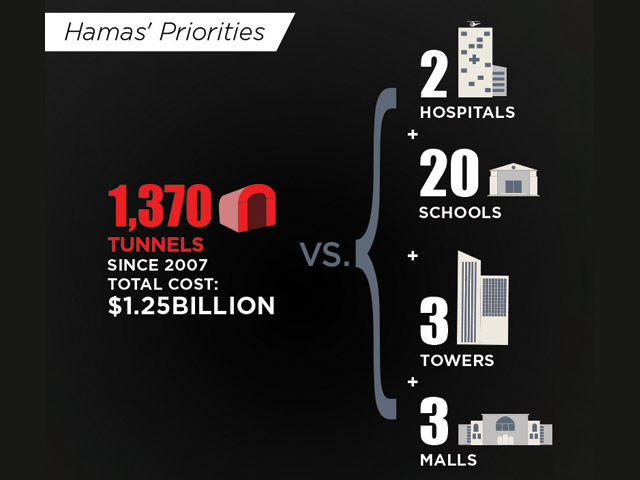 Hamas' Priorities
1,370
TUNNELS
SINCE 2007
TOTAL COST:
$1.25BILLION
VS.
2
HOSPITALS
+
20
SCHOOLS
+
3
TOWERS
+
3
MALLS